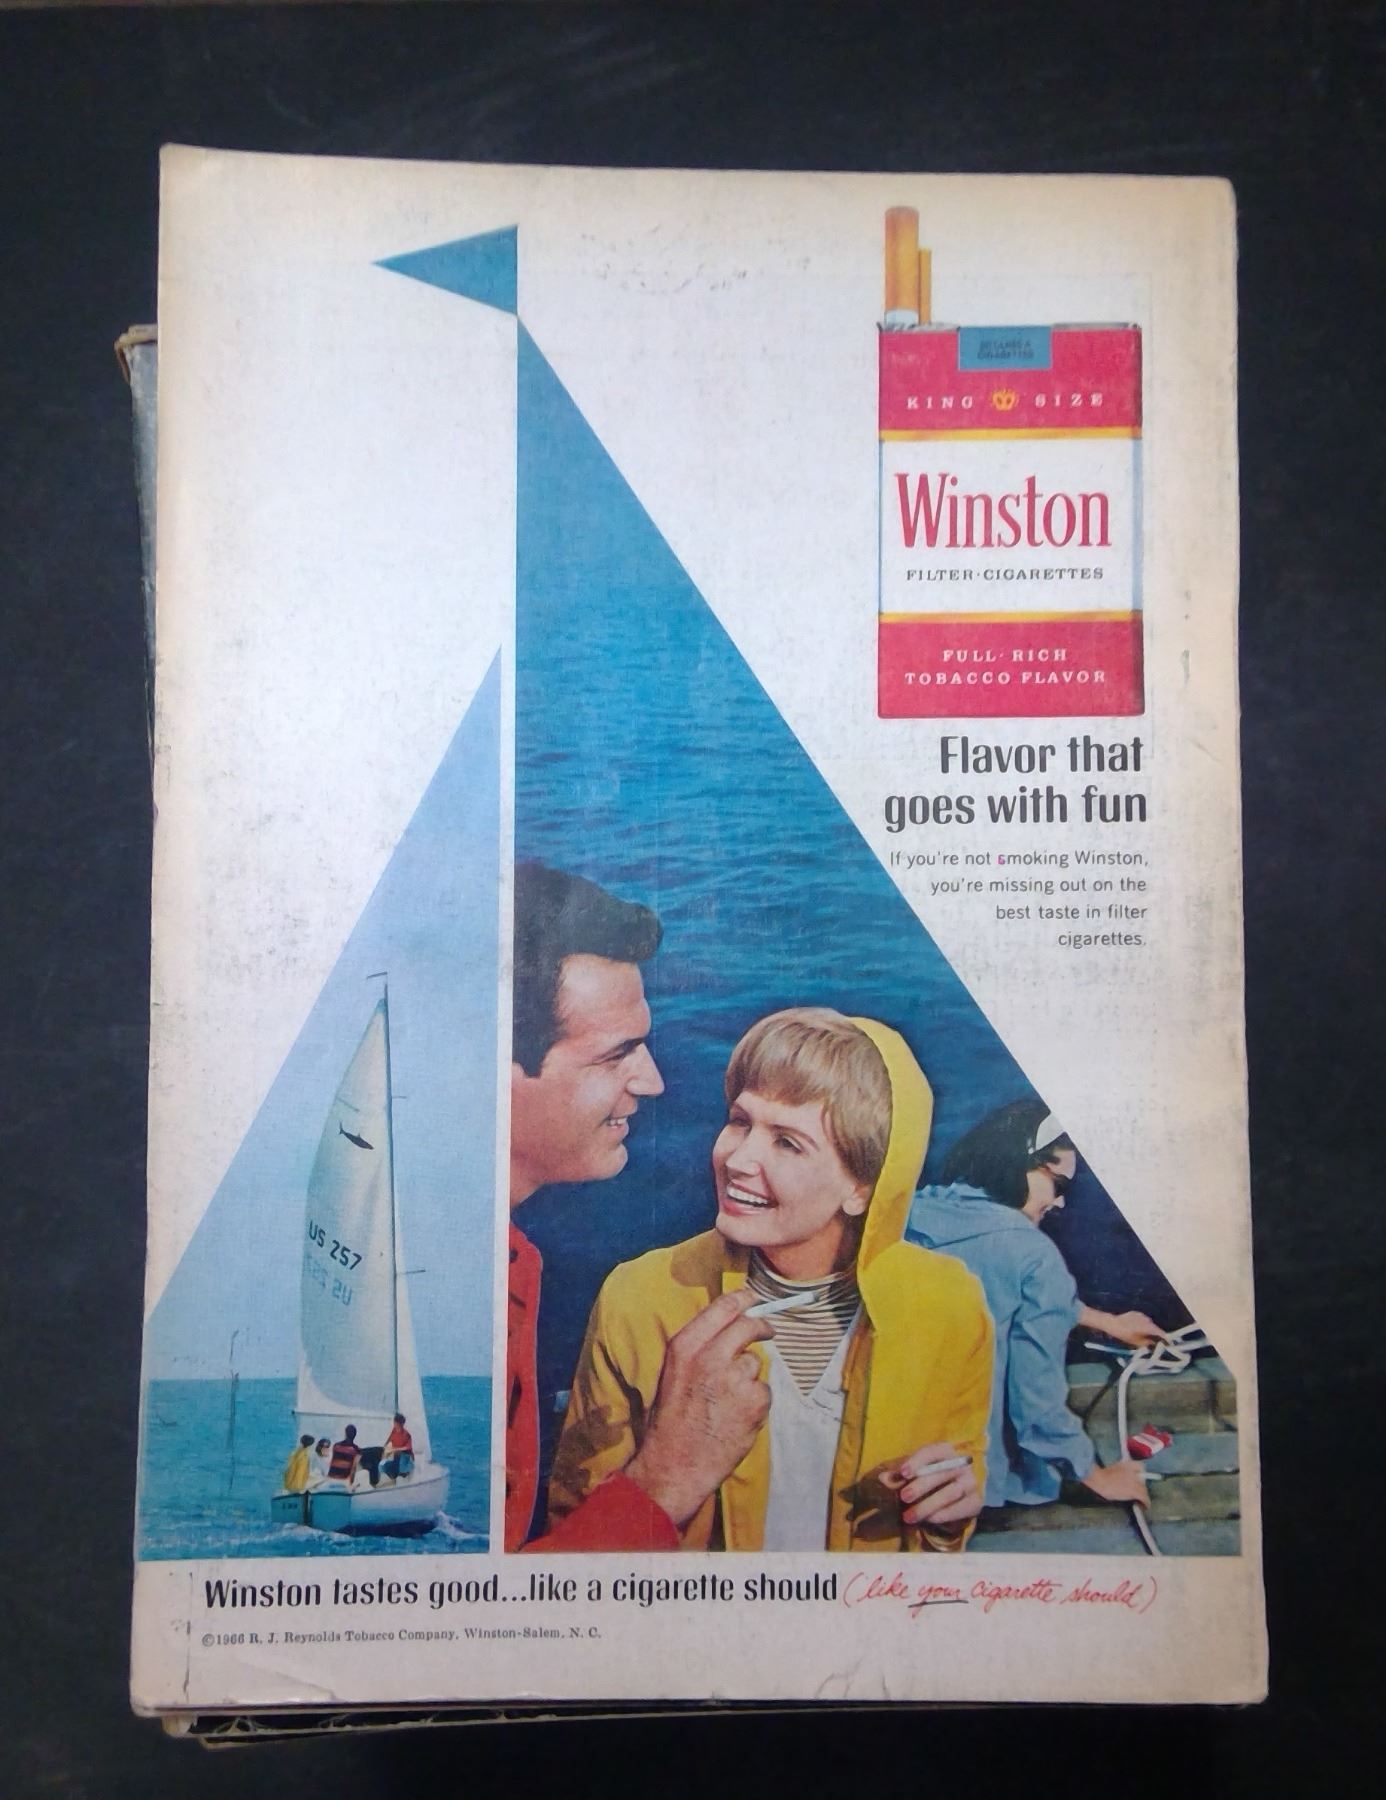 KING SIZE
Winston
FILTER·CIGARETTES
FULL·RICH
TOBACCO FLAVOR
Flavor that
goes with fun
If you're not smoking Winston,
you're missing out on the
best taste in filter
cigarettes.
US 257
Winston tastes good...like a cigarette should (like your cigarette should)
©1966 R. J. Reynolds Tobacco Company, Winston-Salem, N. C.